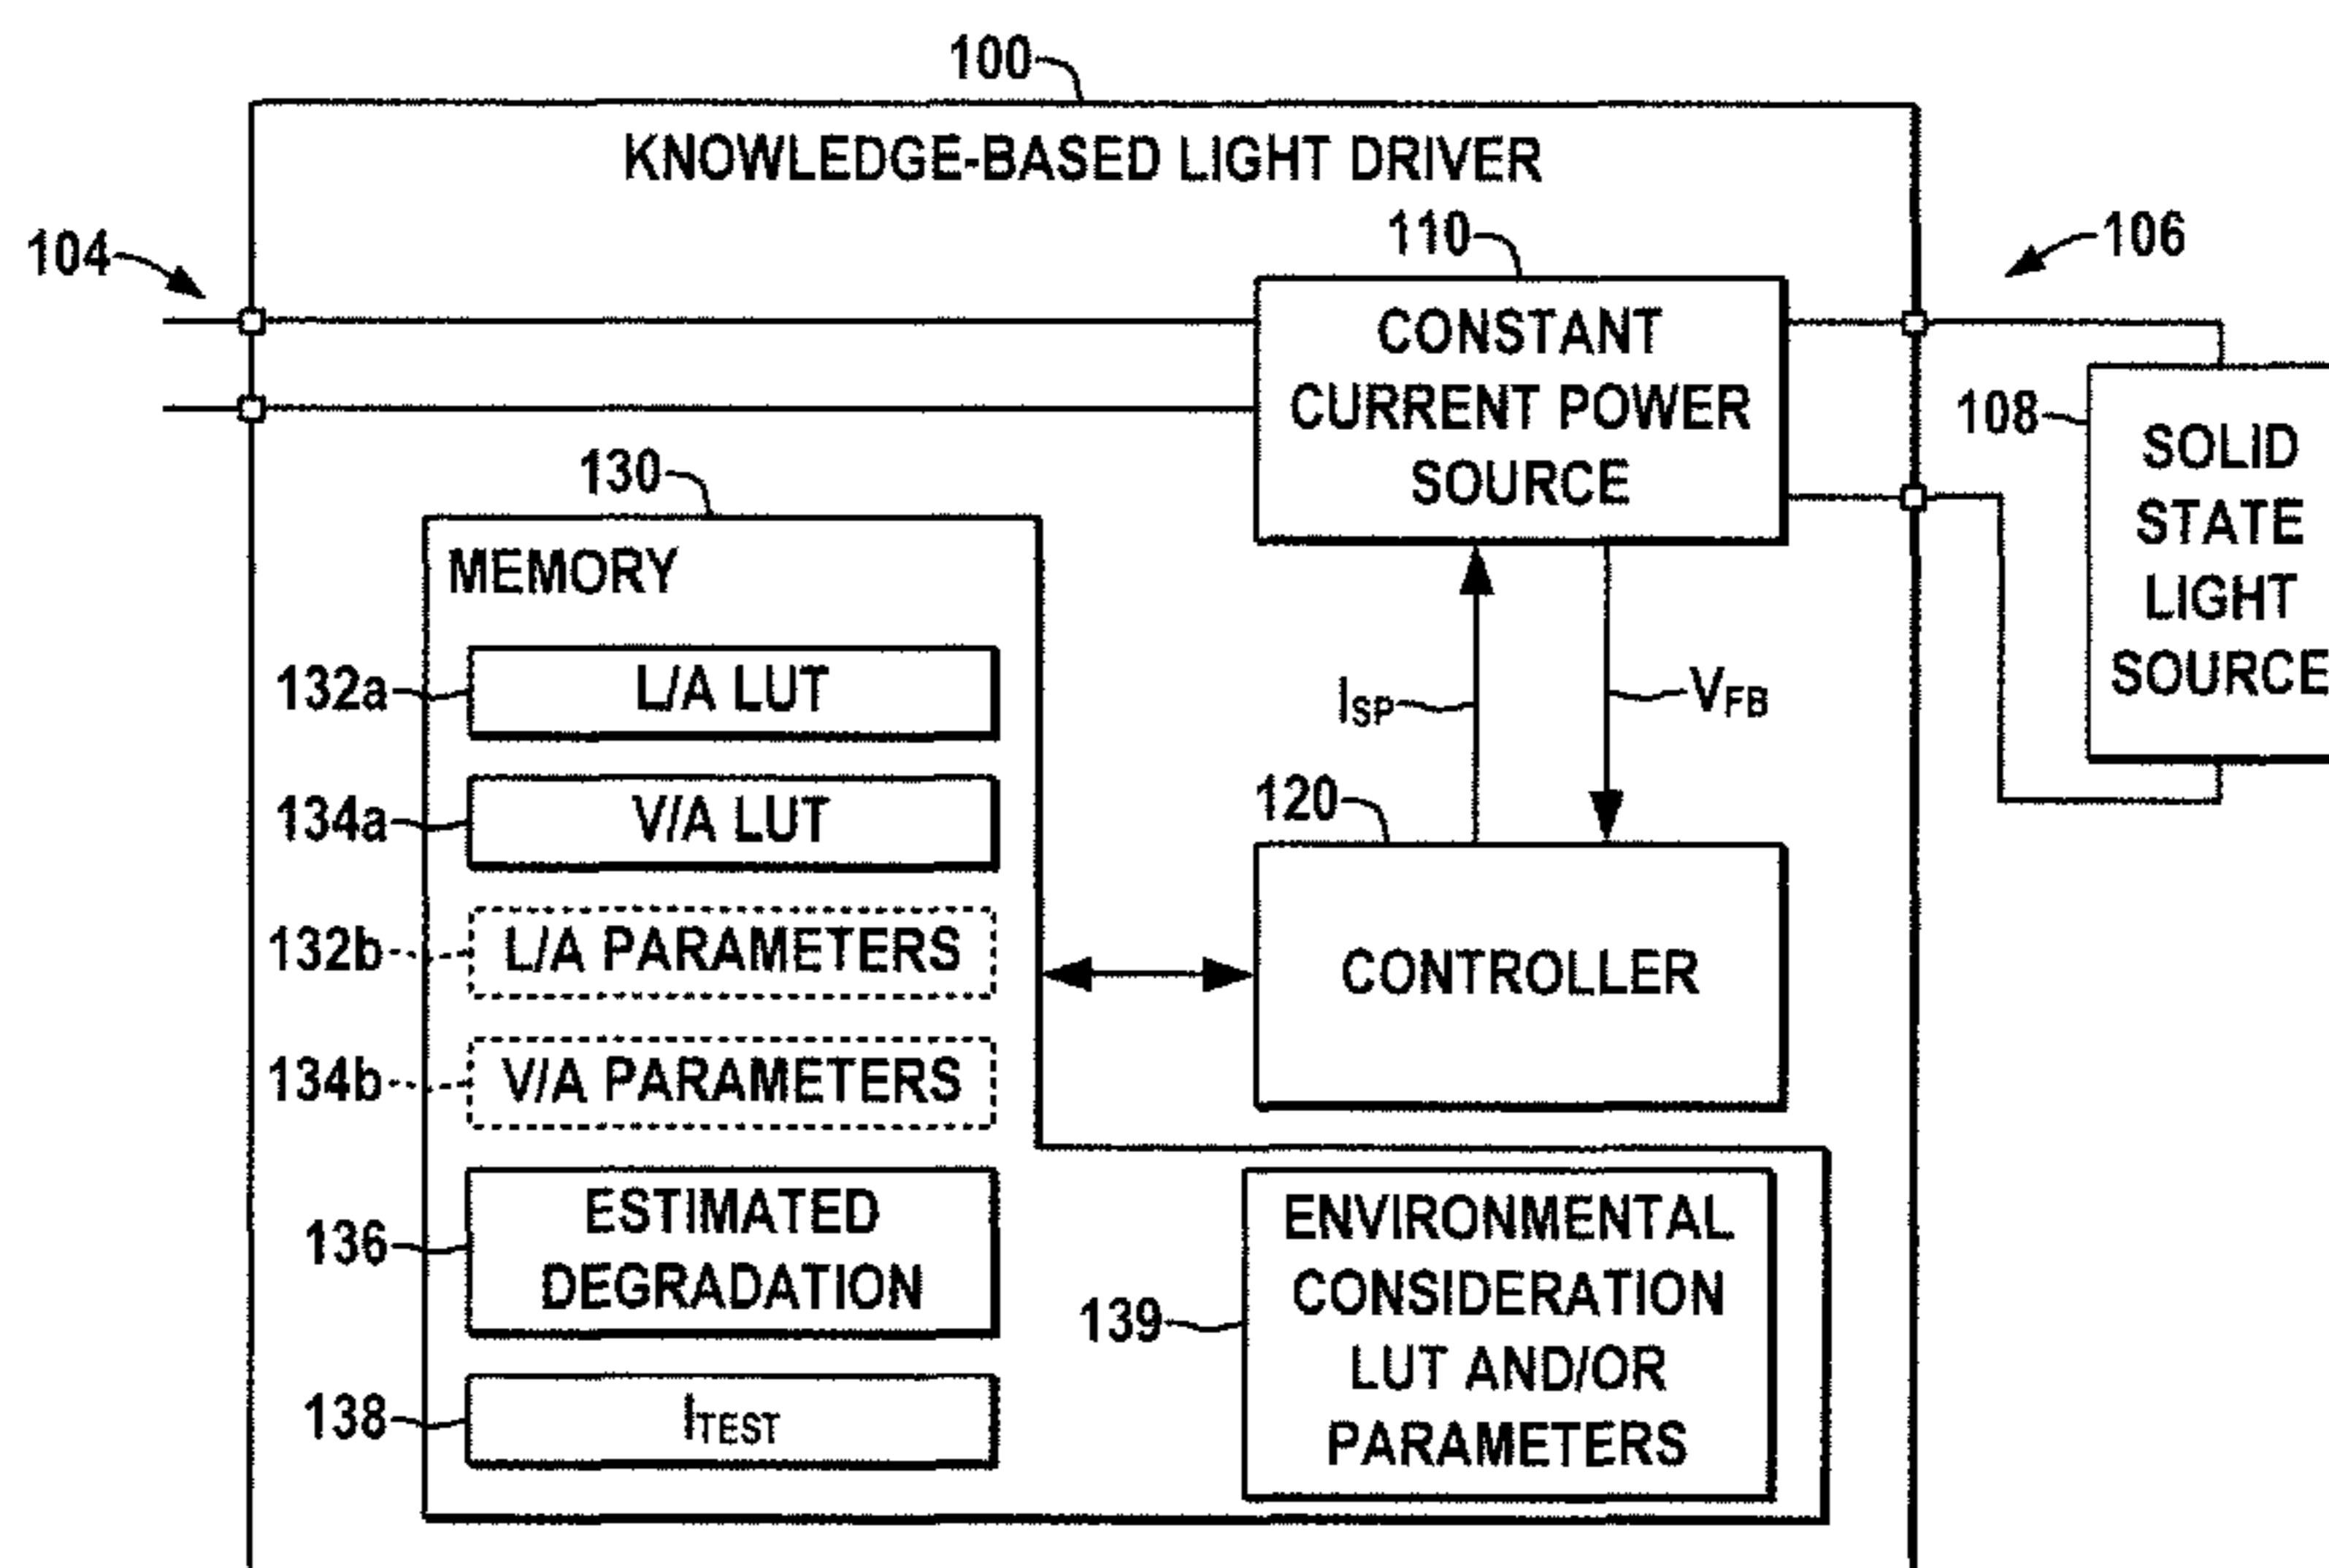 100
KNOWLEDGE-BASED LIGHT DRIVER
104
110
106
CONSTANT
CURRENT POWER
SOURCE
108
SOLID
STATE
LIGHT
SOURCE
130
MEMORY
132a
L/A LUT
134a
V/A LUT
132b
L/A PARAMETERS
134b
V/A PARAMETERS
136
ESTIMATED
DEGRADATION
138
ITEST
ISP
VFB
120
CONTROLLER
139
ENVIRONMENTAL
CONSIDERATION
LUT AND/OR
PARAMETERS